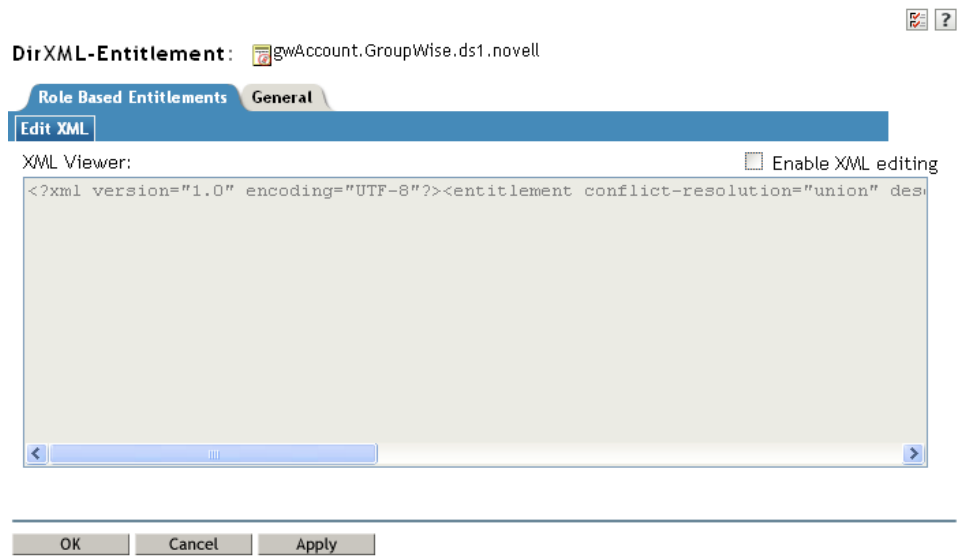 ?
DirXML-Entitlement: gwAccount.GroupWise.ds1.novell
Role Based Entitlements General
Edit XML
XML Viewer: Enable XML editing
<?xml version="1.0" encoding="UTF-8"?><entitlement conflict-resolution="union" des
OK Cancel Apply